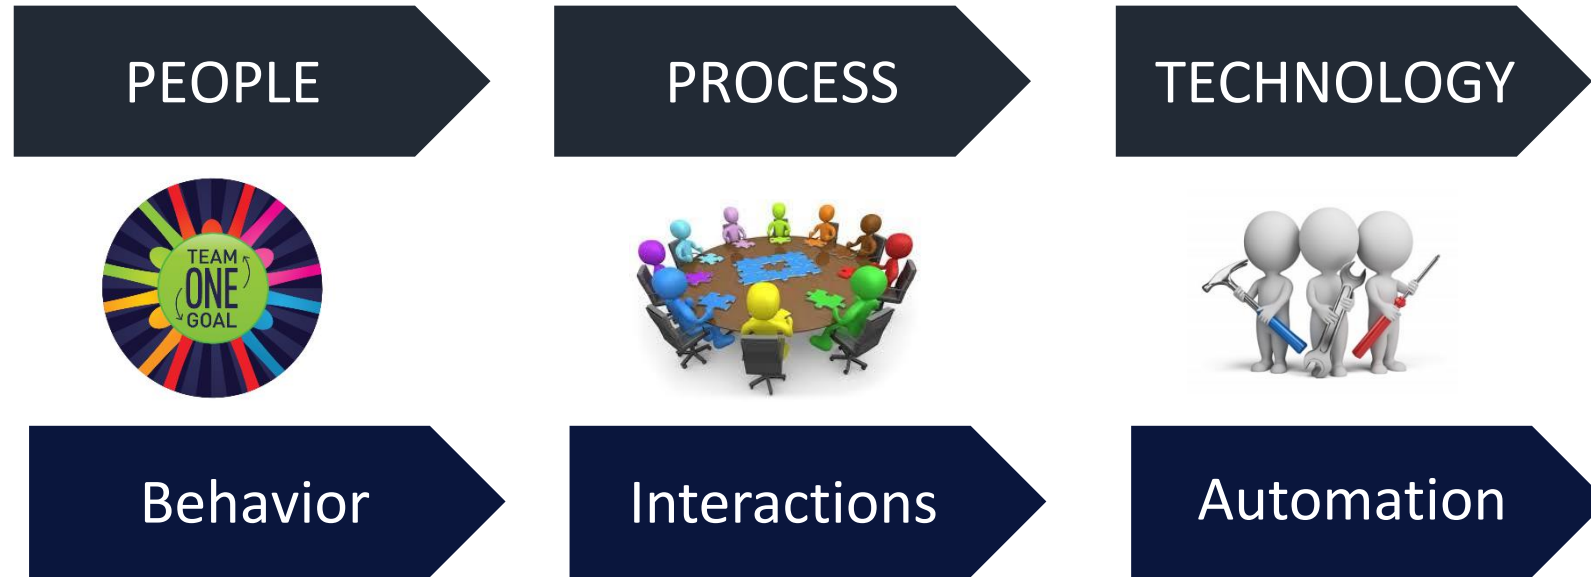 PEOPLE
PROCESS
TECHNOLOGY
TEAM
ONE
GOAL
Behavior
Interactions
Automation